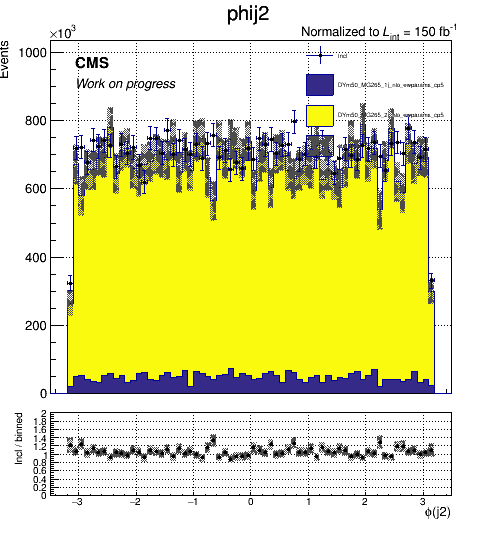 phij2
×10³
Normalized to L_int = 150 fb⁻¹
Events
CMS
Work on progress
Incl
DYm50_MG265_1j_nlo_ewparams_cp5
1000
800
600
400
200
0
Incl / binned
2
1.8
1.6
1.4
1.2
1
0.8
0.6
0.4
0.2
0
−3 −2 −1 0 1 2 3
φ(j2)